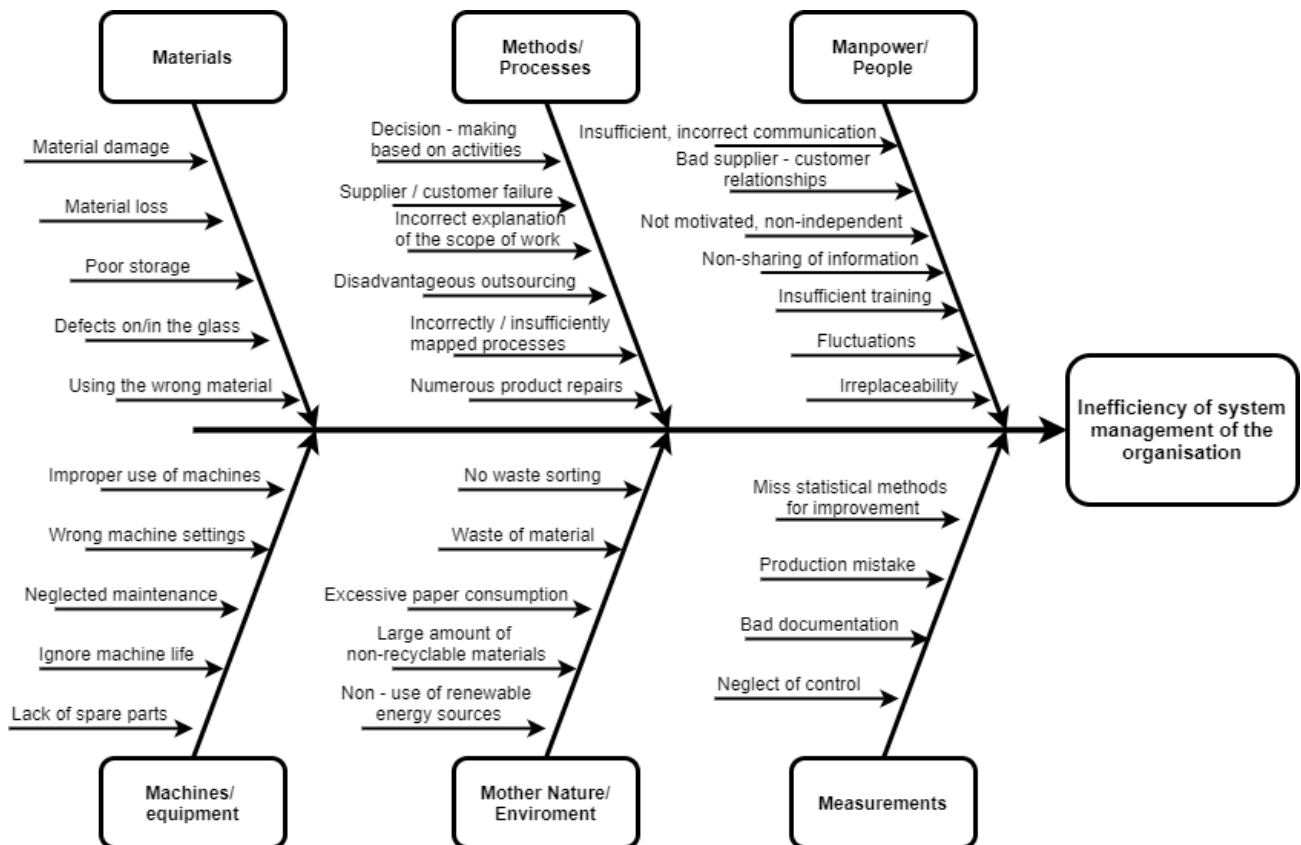 Materials
Methods/
Processes
Manpower/
People
Material damage
Material loss
Poor storage
Defects on/in the glass
Using the wrong material
Decision - making
based on activities
Supplier / customer failure
Incorrect explanation
of the scope of work
Disadvantageous outsourcing
Incorrectly / insufficiently
mapped processes
Numerous product repairs
Insufficient, incorrect communication
Bad supplier - customer
relationships
Not motivated, non-independent
Non-sharing of information
Insufficient training
Fluctuations
Irreplaceability
Inefficiency of system
management of the
organisation
Improper use of machines
Wrong machine settings
Neglected maintenance
Ignore machine life
Lack of spare parts
No waste sorting
Waste of material
Excessive paper consumption
Large amount of
non-recyclable materials
Non - use of renewable
energy sources
Miss statistical methods
for improvement
Production mistake
Bad documentation
Neglect of control
Machines/
equipment
Mother Nature/
Enviroment
Measurements